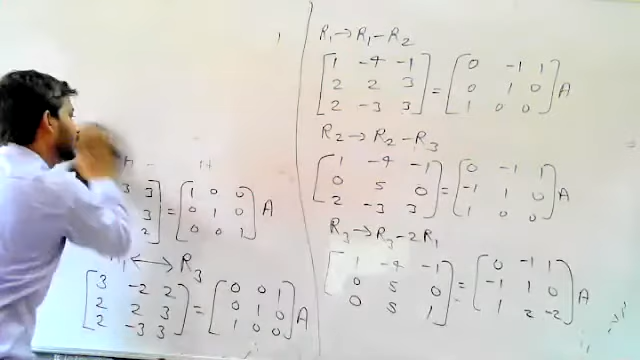 3 3 1 0 0
3 = 0 1 0 A
2 0 0 1
↔ R3
3 -2 2 0 0 1
2 2 3 = 0 1 0 A
2 -3 3 1 0 0
R1 → R1 - R2
1 -4 -1 0 -1 1
2 2 3 = 0 1 0 A
2 -3 3 1 0 0
R2 → R2 - R3
1 -4 -1 0 -1 1
0 5 0 = -1 1 0 A
2 -3 3 1 0 0
R3 → R3 - 2R1
1 -4 -1 0 -1 1
0 5 0 = -1 1 0 A
0 5 1 1 2 -2